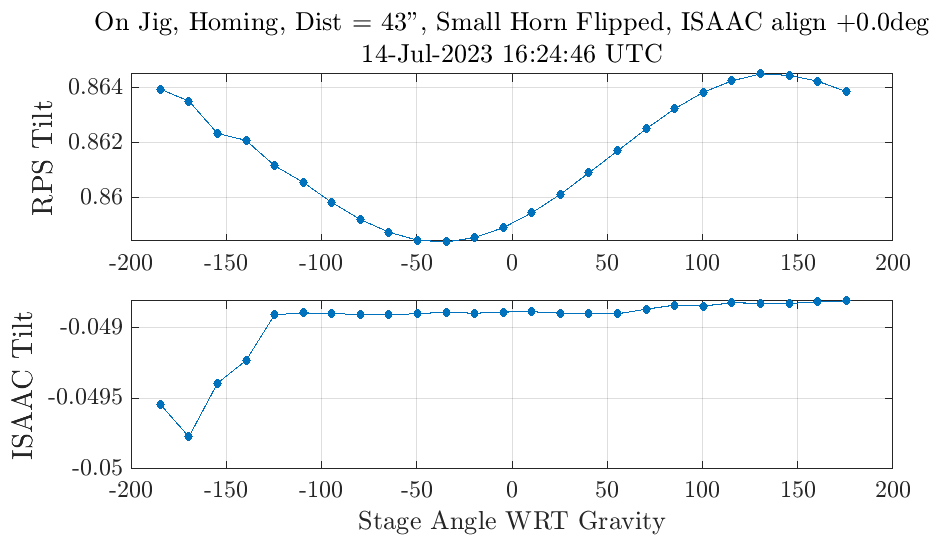 On Jig, Homing, Dist = 43”, Small Horn Flipped, ISAAC align +0.0deg
14-Jul-2023 16:24:46 UTC
RPS Tilt
0.864
0.862
0.86
-200 -150 -100 -50 0 50 100 150 200
ISAAC Tilt
-0.049
-0.0495
-0.05
-200 -150 -100 -50 0 50 100 150 200
Stage Angle WRT Gravity